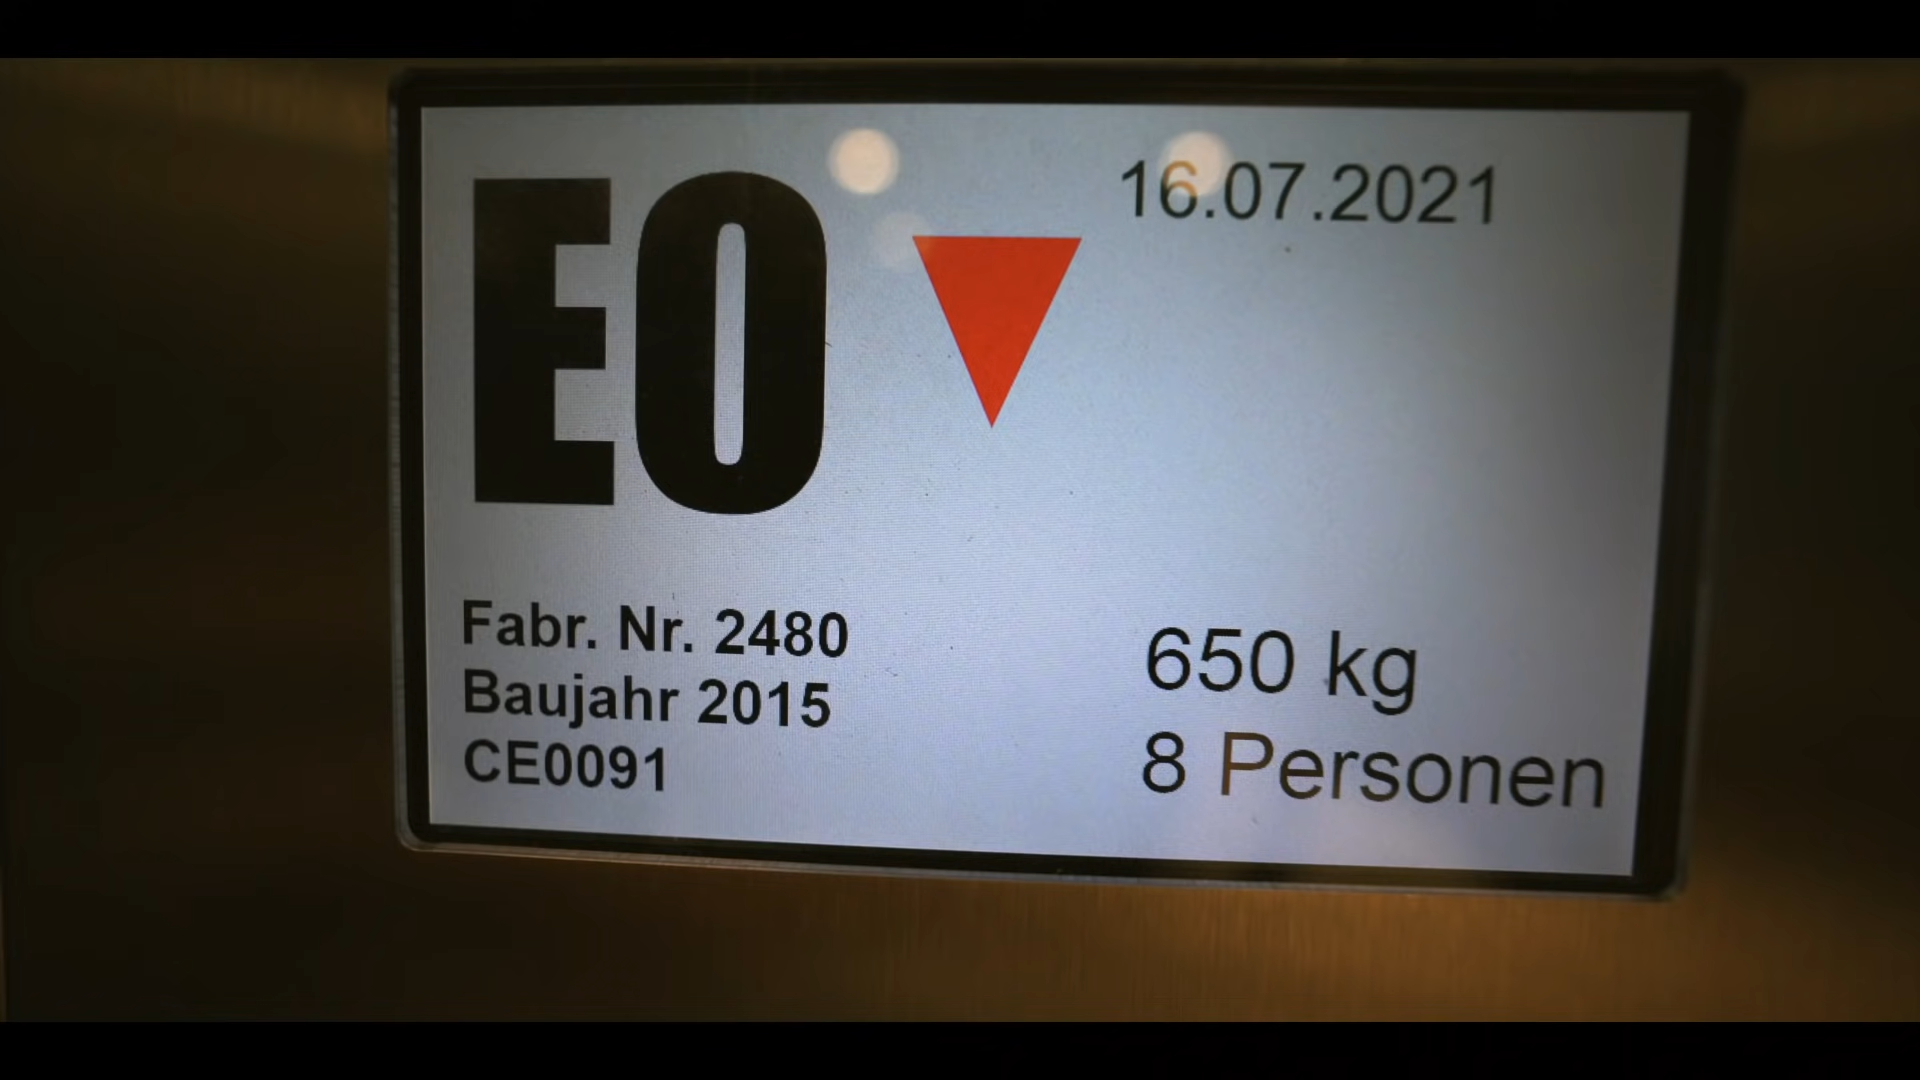 E0
16.07.2021
Fabr. Nr. 2480
Baujahr 2015
CE0091
650 kg
8 Personen